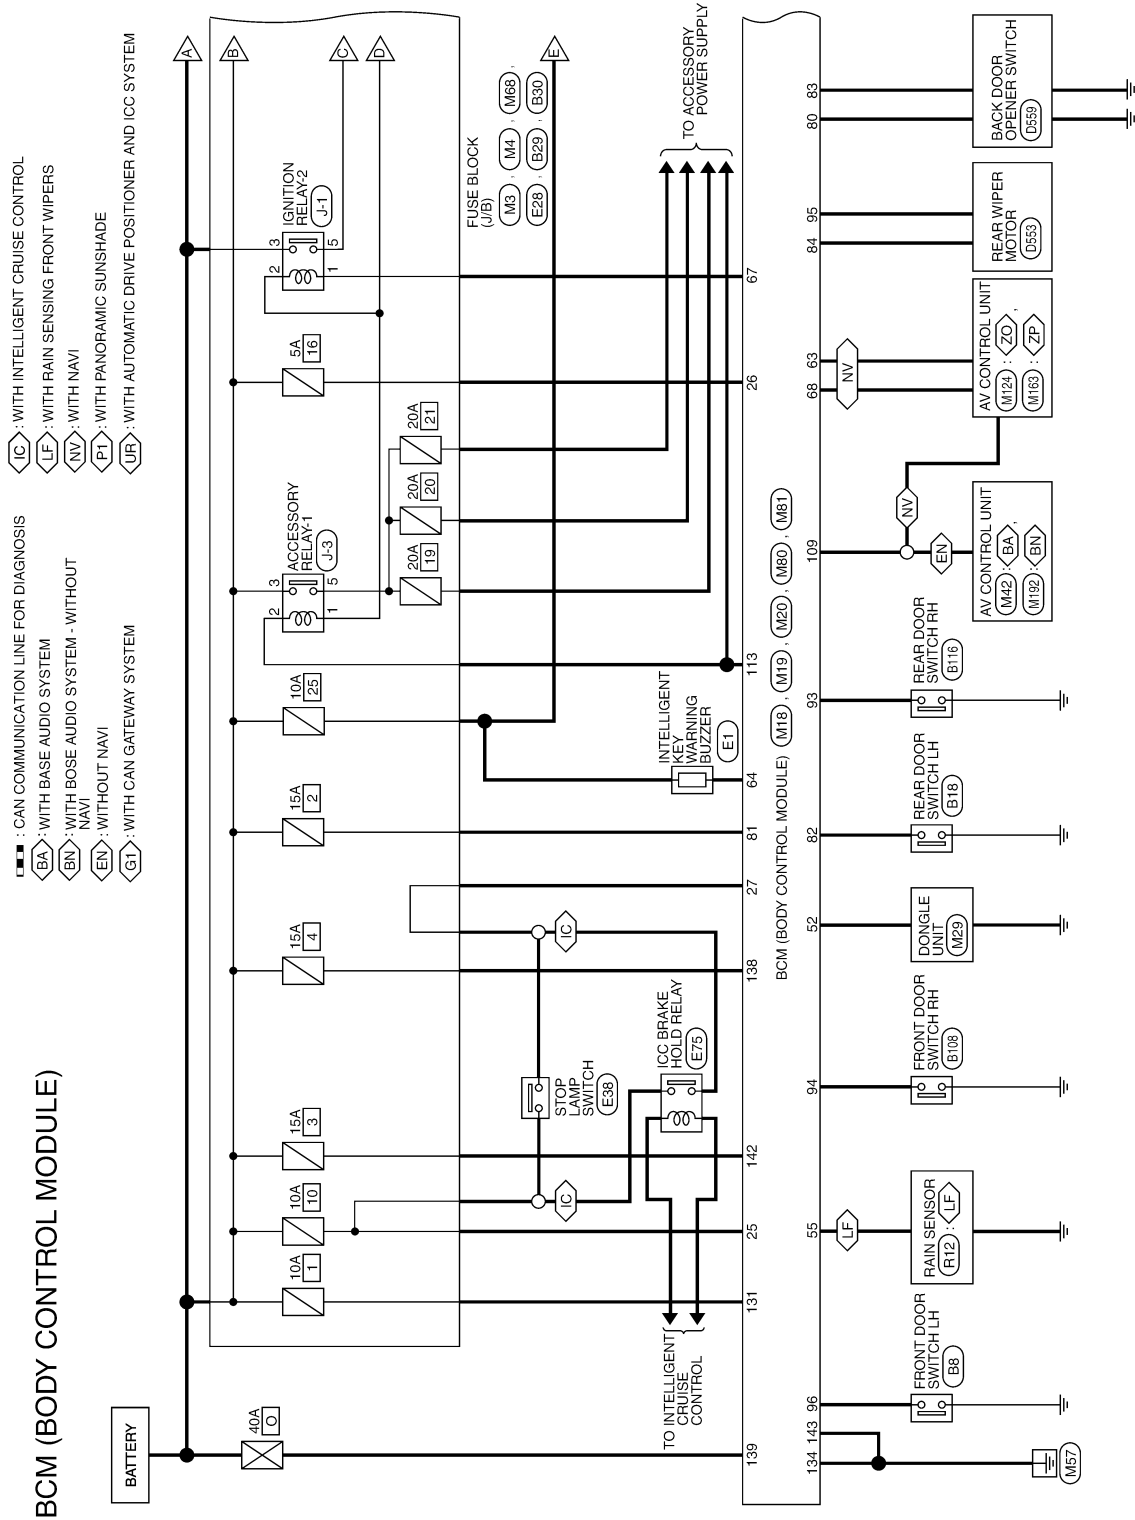 BCM (BODY CONTROL MODULE)
: CAN COMMUNICATION LINE FOR DIAGNOSIS
BA : WITH BASE AUDIO SYSTEM
BN : WITH BOSE AUDIO SYSTEM - WITHOUT
NAVI
EN : WITHOUT NAVI
G1 : WITH CAN GATEWAY SYSTEM
IC : WITH INTELLIGENT CRUISE CONTROL
LF : WITH RAIN SENSING FRONT WIPERS
NV : WITH NAVI
P1 : WITH PANORAMIC SUNSHADE
UR : WITH AUTOMATIC DRIVE POSITIONER AND ICC SYSTEM
BATTERY
A
B
C
D
E
40A
O
10A
1
10A
10
15A
3
15A
4
15A
2
10A
25
ACCESSORY
RELAY-1
J-3
2 3
1 5
20A
19
20A
20
20A
21
5A
16
IGNITION
RELAY-2
J-1
2 3
1 5
FUSE BLOCK
(J/B)
M3 , M4 , M68 ,
E28 , B29 , B30
STOP
LAMP
SWITCH
E38
IC
IC
ICC BRAKE
HOLD RELAY
E75
TO INTELLIGENT
CRUISE
CONTROL
INTELLIGENT
KEY
WARNING
BUZZER
E1
TO ACCESSORY
POWER SUPPLY
139 131 25 142 138 27 81 64 113 26 67
BCM (BODY CONTROL MODULE) M18 , M19 , M20 , M80 , M81
134 143 96 55 94 52 82 93 109 68 63 84 95 80 83
M57
FRONT DOOR
SWITCH LH
B8
LF
RAIN SENSOR
R12 : LF
FRONT DOOR
SWITCH RH
B108
DONGLE
UNIT
M29
REAR DOOR
SWITCH LH
B18
REAR DOOR
SWITCH RH
B116
EN
NV
AV CONTROL UNIT
M42 : BA ,
M192 : BN
NV
AV CONTROL UNIT
M124 : ZO ,
M163 : ZP
REAR WIPER
MOTOR
D553
BACK DOOR
OPENER SWITCH
D559